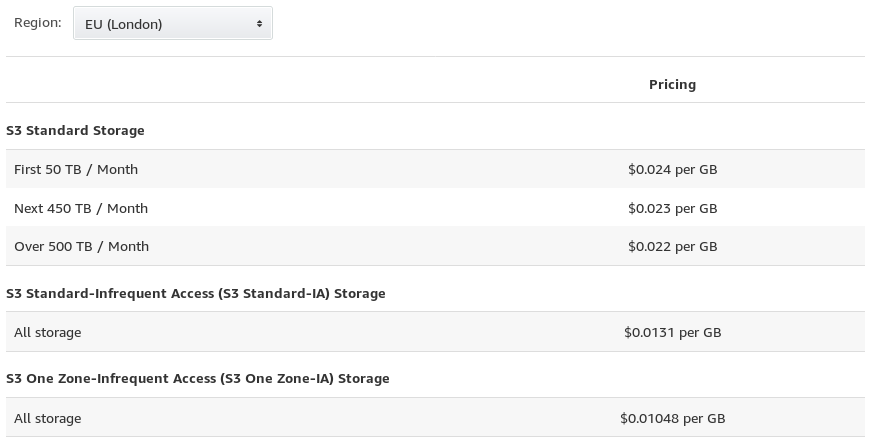 Region: EU (London)
Pricing
S3 Standard Storage
First 50 TB / Month $0.024 per GB
Next 450 TB / Month $0.023 per GB
Over 500 TB / Month $0.022 per GB
S3 Standard-Infrequent Access (S3 Standard-IA) Storage
All storage $0.0131 per GB
S3 One Zone-Infrequent Access (S3 One Zone-IA) Storage
All storage $0.01048 per GB